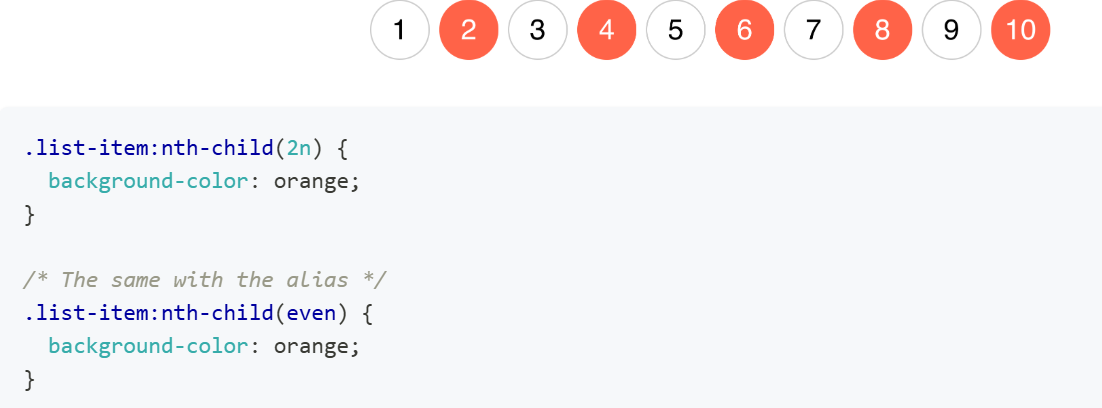 1 2 3 4 5 6 7 8 9 10
.list-item:nth-child(2n) {
  background-color: orange;
}
/* The same with the alias */
.list-item:nth-child(even) {
  background-color: orange;
}